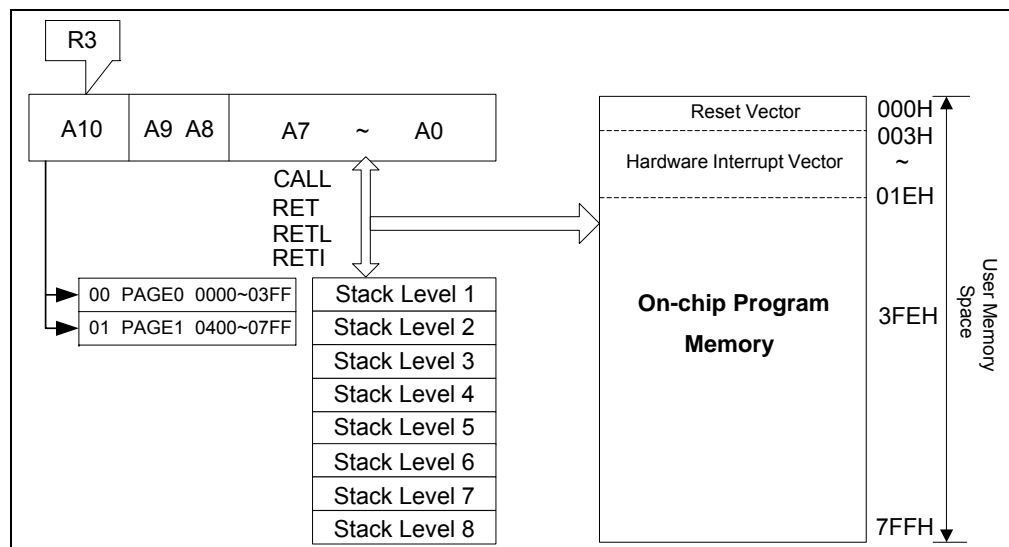 R3
A10 A9 A8 A7 ~ A0
CALL
RET
RETL
RETI
00 PAGE0 0000~03FF
01 PAGE1 0400~07FF
Stack Level 1
Stack Level 2
Stack Level 3
Stack Level 4
Stack Level 5
Stack Level 6
Stack Level 7
Stack Level 8
Reset Vector
Hardware Interrupt Vector
On-chip Program
Memory
000H
003H
~
01EH
3FEH
7FFH
User Memory
Space